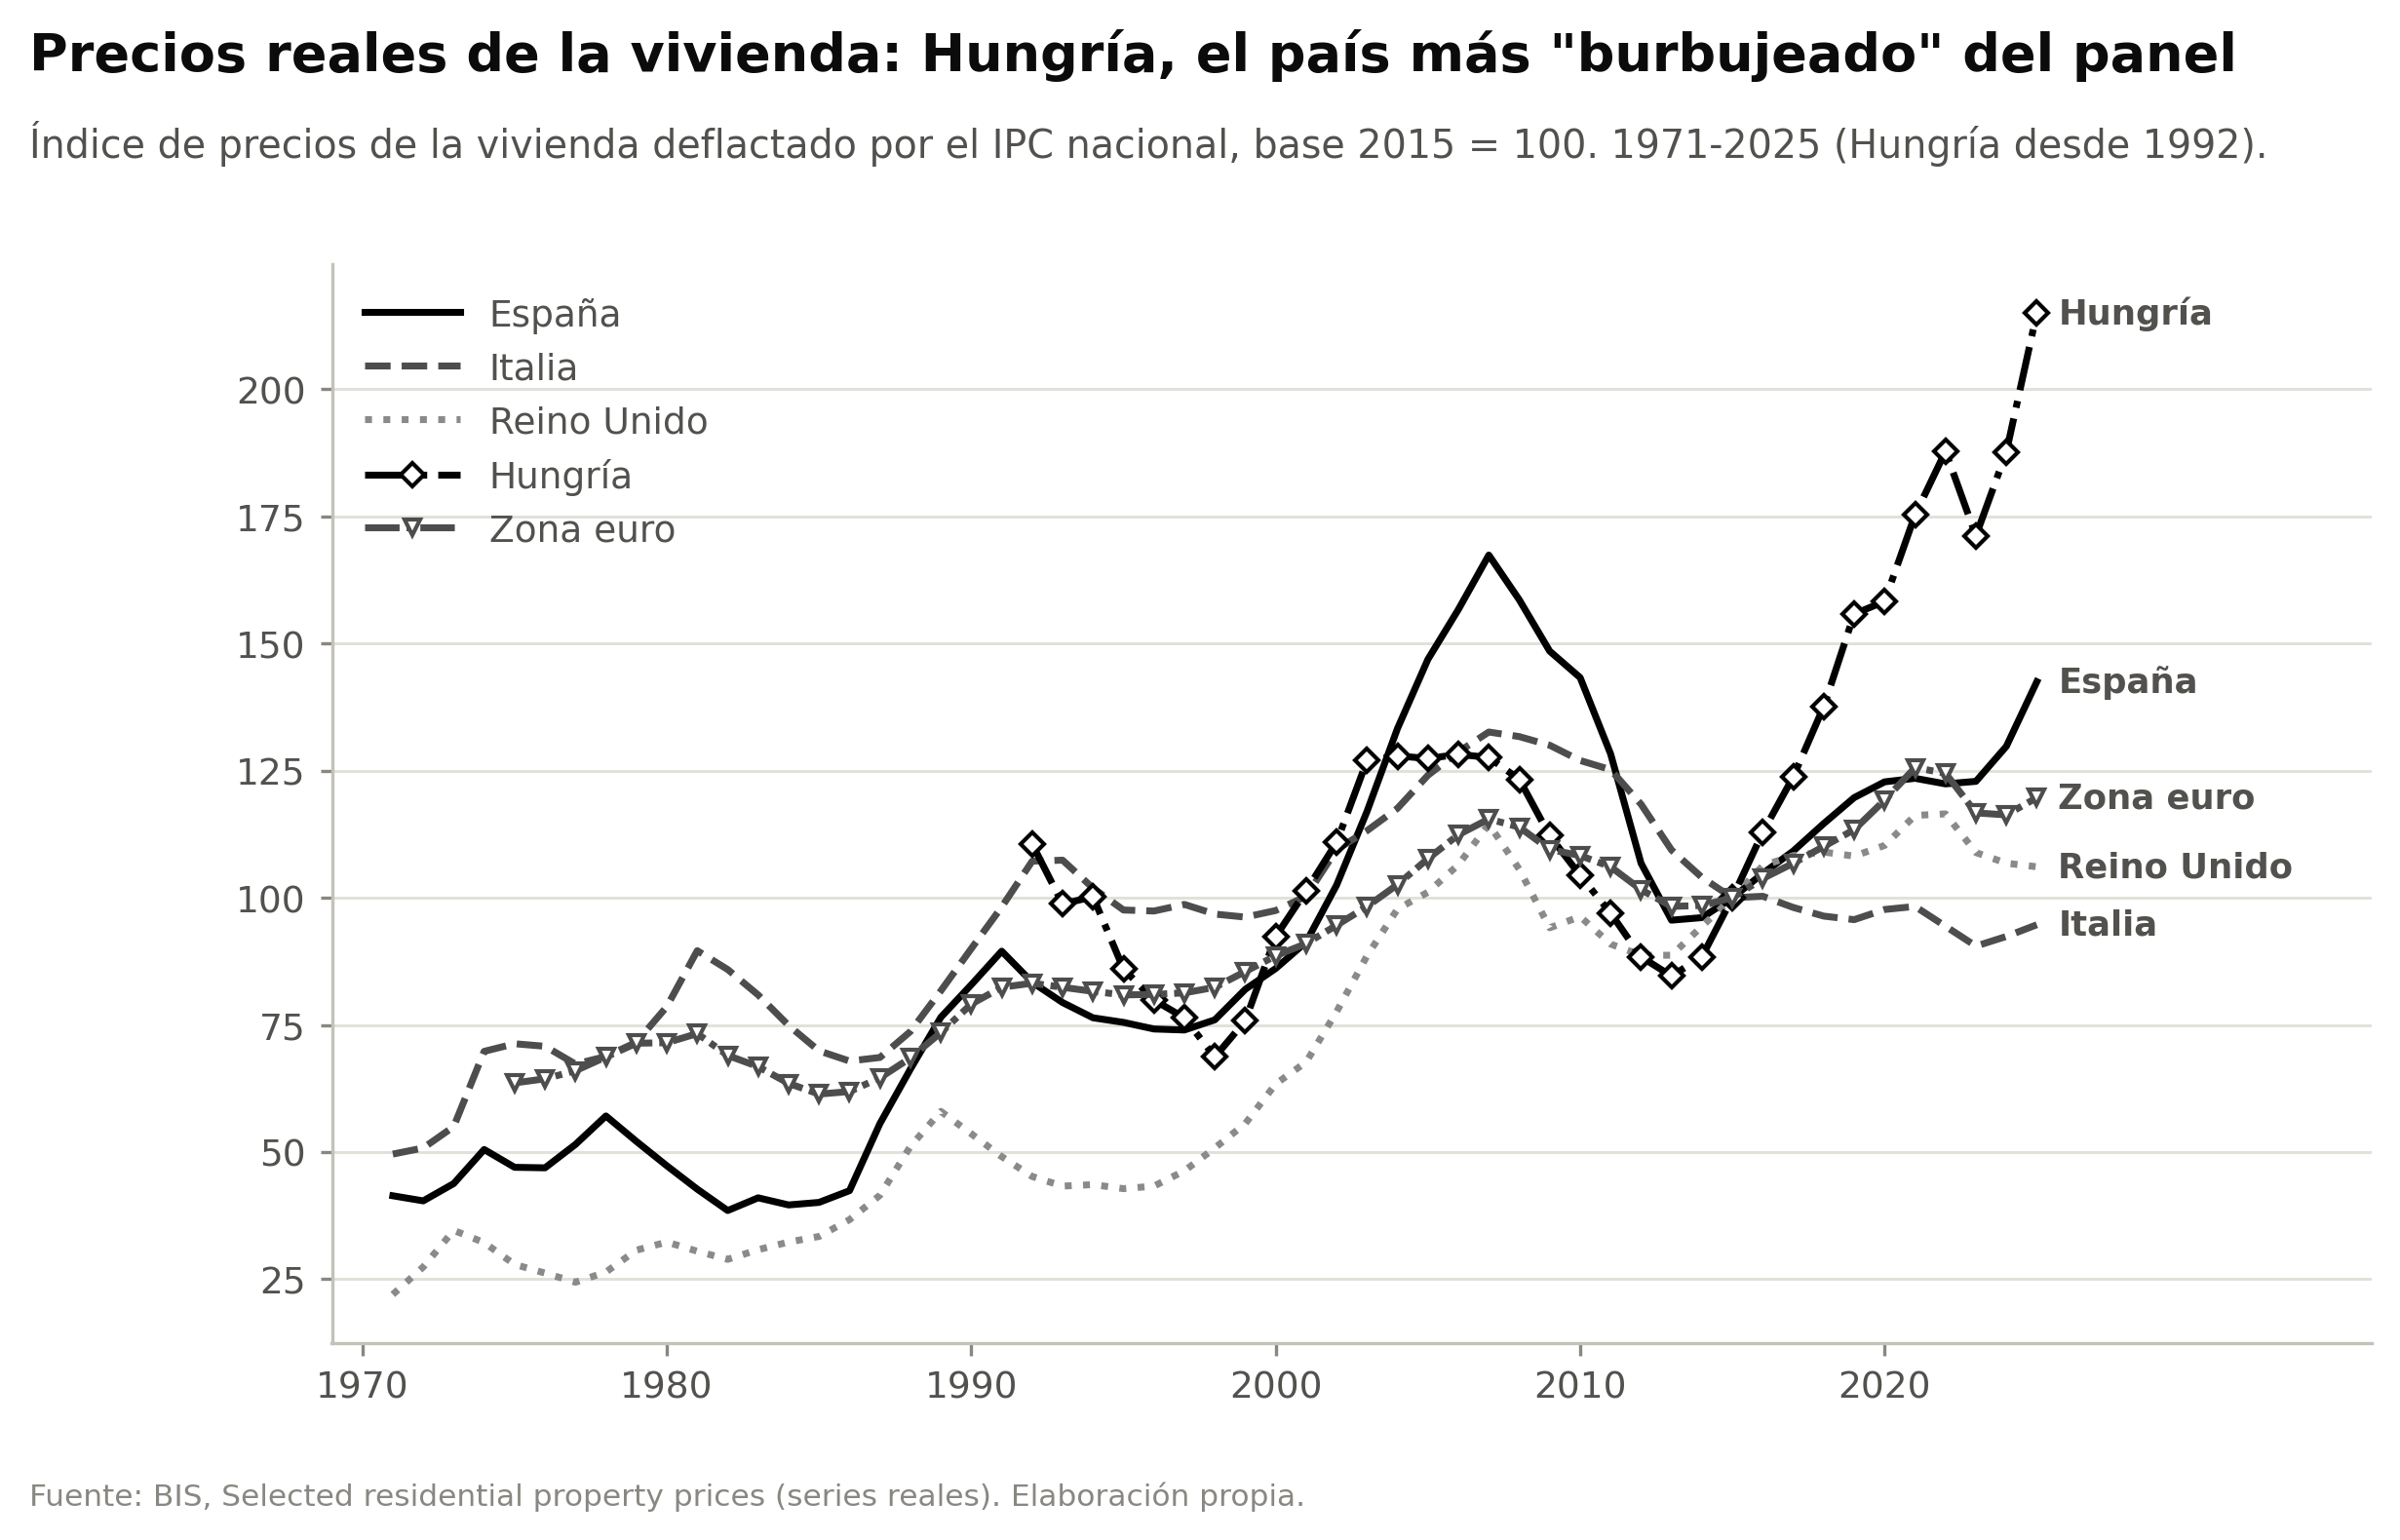 Precios reales de la vivienda: Hungría, el país más "burbujeado" del panel
Índice de precios de la vivienda deflactado por el IPC nacional, base 2015 = 100. 1971-2025 (Hungría desde 1992).
España
Italia
Reino Unido
Hungría
Zona euro
200
175
150
125
100
75
50
25
Hungría
España
Zona euro
Reino Unido
Italia
1970
1980
1990
2000
2010
2020
Fuente: BIS, Selected residential property prices (series reales). Elaboración propia.